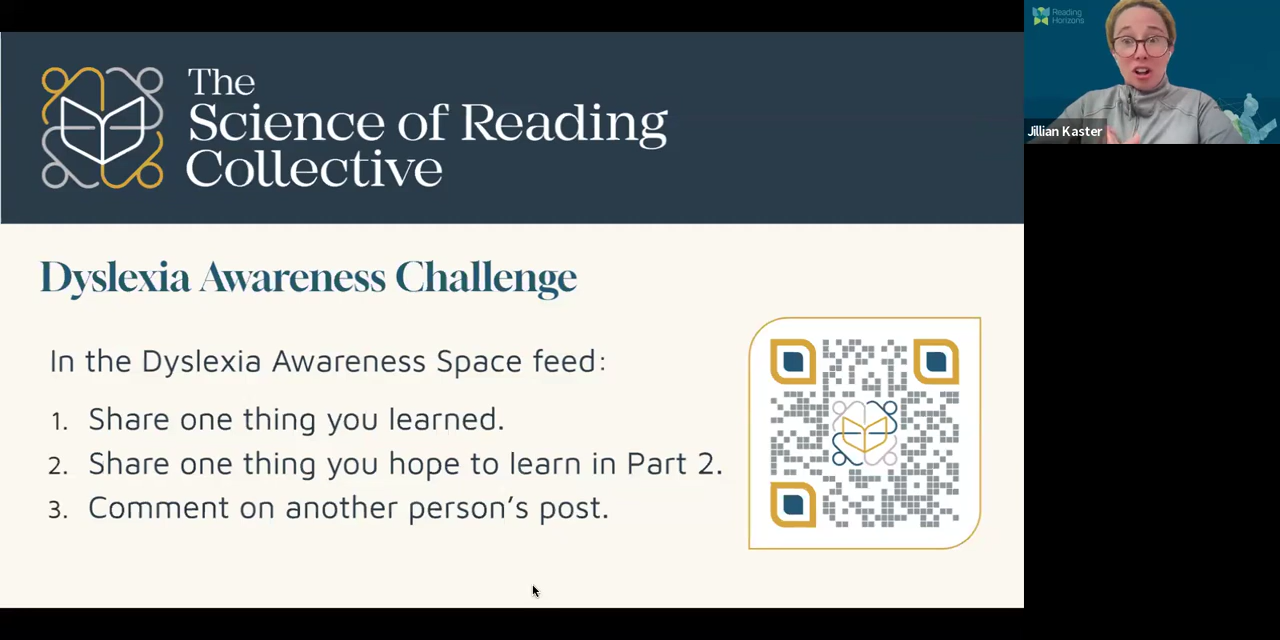 The
Science of Reading
Collective
Dyslexia Awareness Challenge
In the Dyslexia Awareness Space feed:
1. Share one thing you learned.
2. Share one thing you hope to learn in Part 2.
3. Comment on another person’s post.
Reading
Horizons
Jillian Kaster